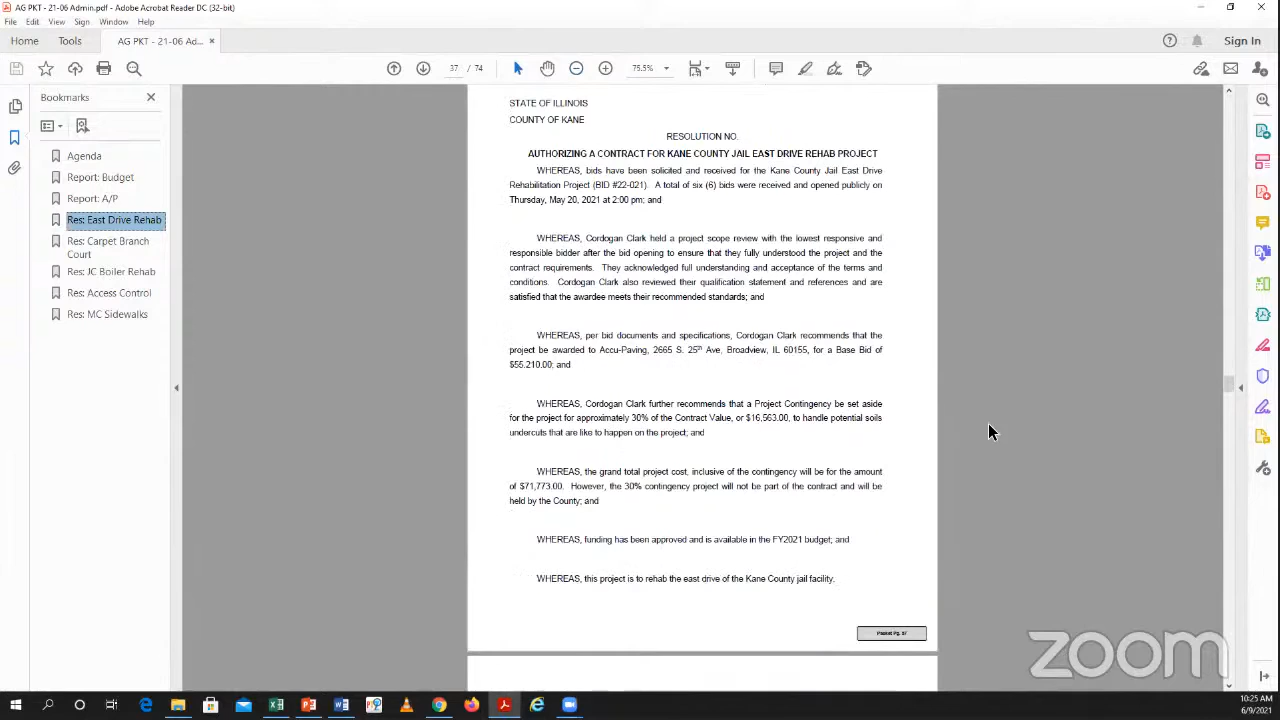 AG PKT - 21-06 Admin.pdf - Adobe Acrobat Reader DC (32-bit)
File Edit View Sign Window Help
Home Tools AG PKT - 21-06 Ad... × Sign In
37 / 74 75.5%
Bookmarks
Agenda
Report: Budget
Report: A/P
Res: East Drive Rehab
Res: Carpet Branch
Court
Res: JC Boiler Rehab
Res: Access Control
Res: MC Sidewalks
STATE OF ILLINOIS
COUNTY OF KANE
RESOLUTION NO.
AUTHORIZING A CONTRACT FOR KANE COUNTY JAIL EAST DRIVE REHAB PROJECT
WHEREAS, bids have been solicited and received for the Kane County Jail East Drive
Rehabilitation Project (BID #22-021). A total of six (6) bids were received and opened publicly on
Thursday, May 20, 2021 at 2:00 pm; and
WHEREAS, Cordogan Clark held a project scope review with the lowest responsive and
responsible bidder after the bid opening to ensure that they fully understood the project and the
contract requirements. They acknowledged full understanding and acceptance of the terms and
conditions. Cordogan Clark also reviewed their qualification statement and references and are
satisfied that the awardee meets their recommended standards; and
WHEREAS, per bid documents and specifications, Cordogan Clark recommends that the
project be awarded to Accu-Paving, 2665 S. 25th Ave, Broadview, IL 60155, for a Base Bid of
$55,210.00; and
WHEREAS, Cordogan Clark further recommends that a Project Contingency be set aside
for the project for approximately 30% of the Contract Value, or $16,563.00, to handle potential soils
undercuts that are like to happen on the project; and
WHEREAS, the grand total project cost, inclusive of the contingency will be for the amount
of $71,773.00. However, the 30% contingency project will not be part of the contract and will be
held by the County; and
WHEREAS, funding has been approved and is available in the FY2021 budget; and
WHEREAS, this project is to rehab the east drive of the Kane County jail facility.
Packet Pg. 37
zoom
10:25 AM
6/9/2021